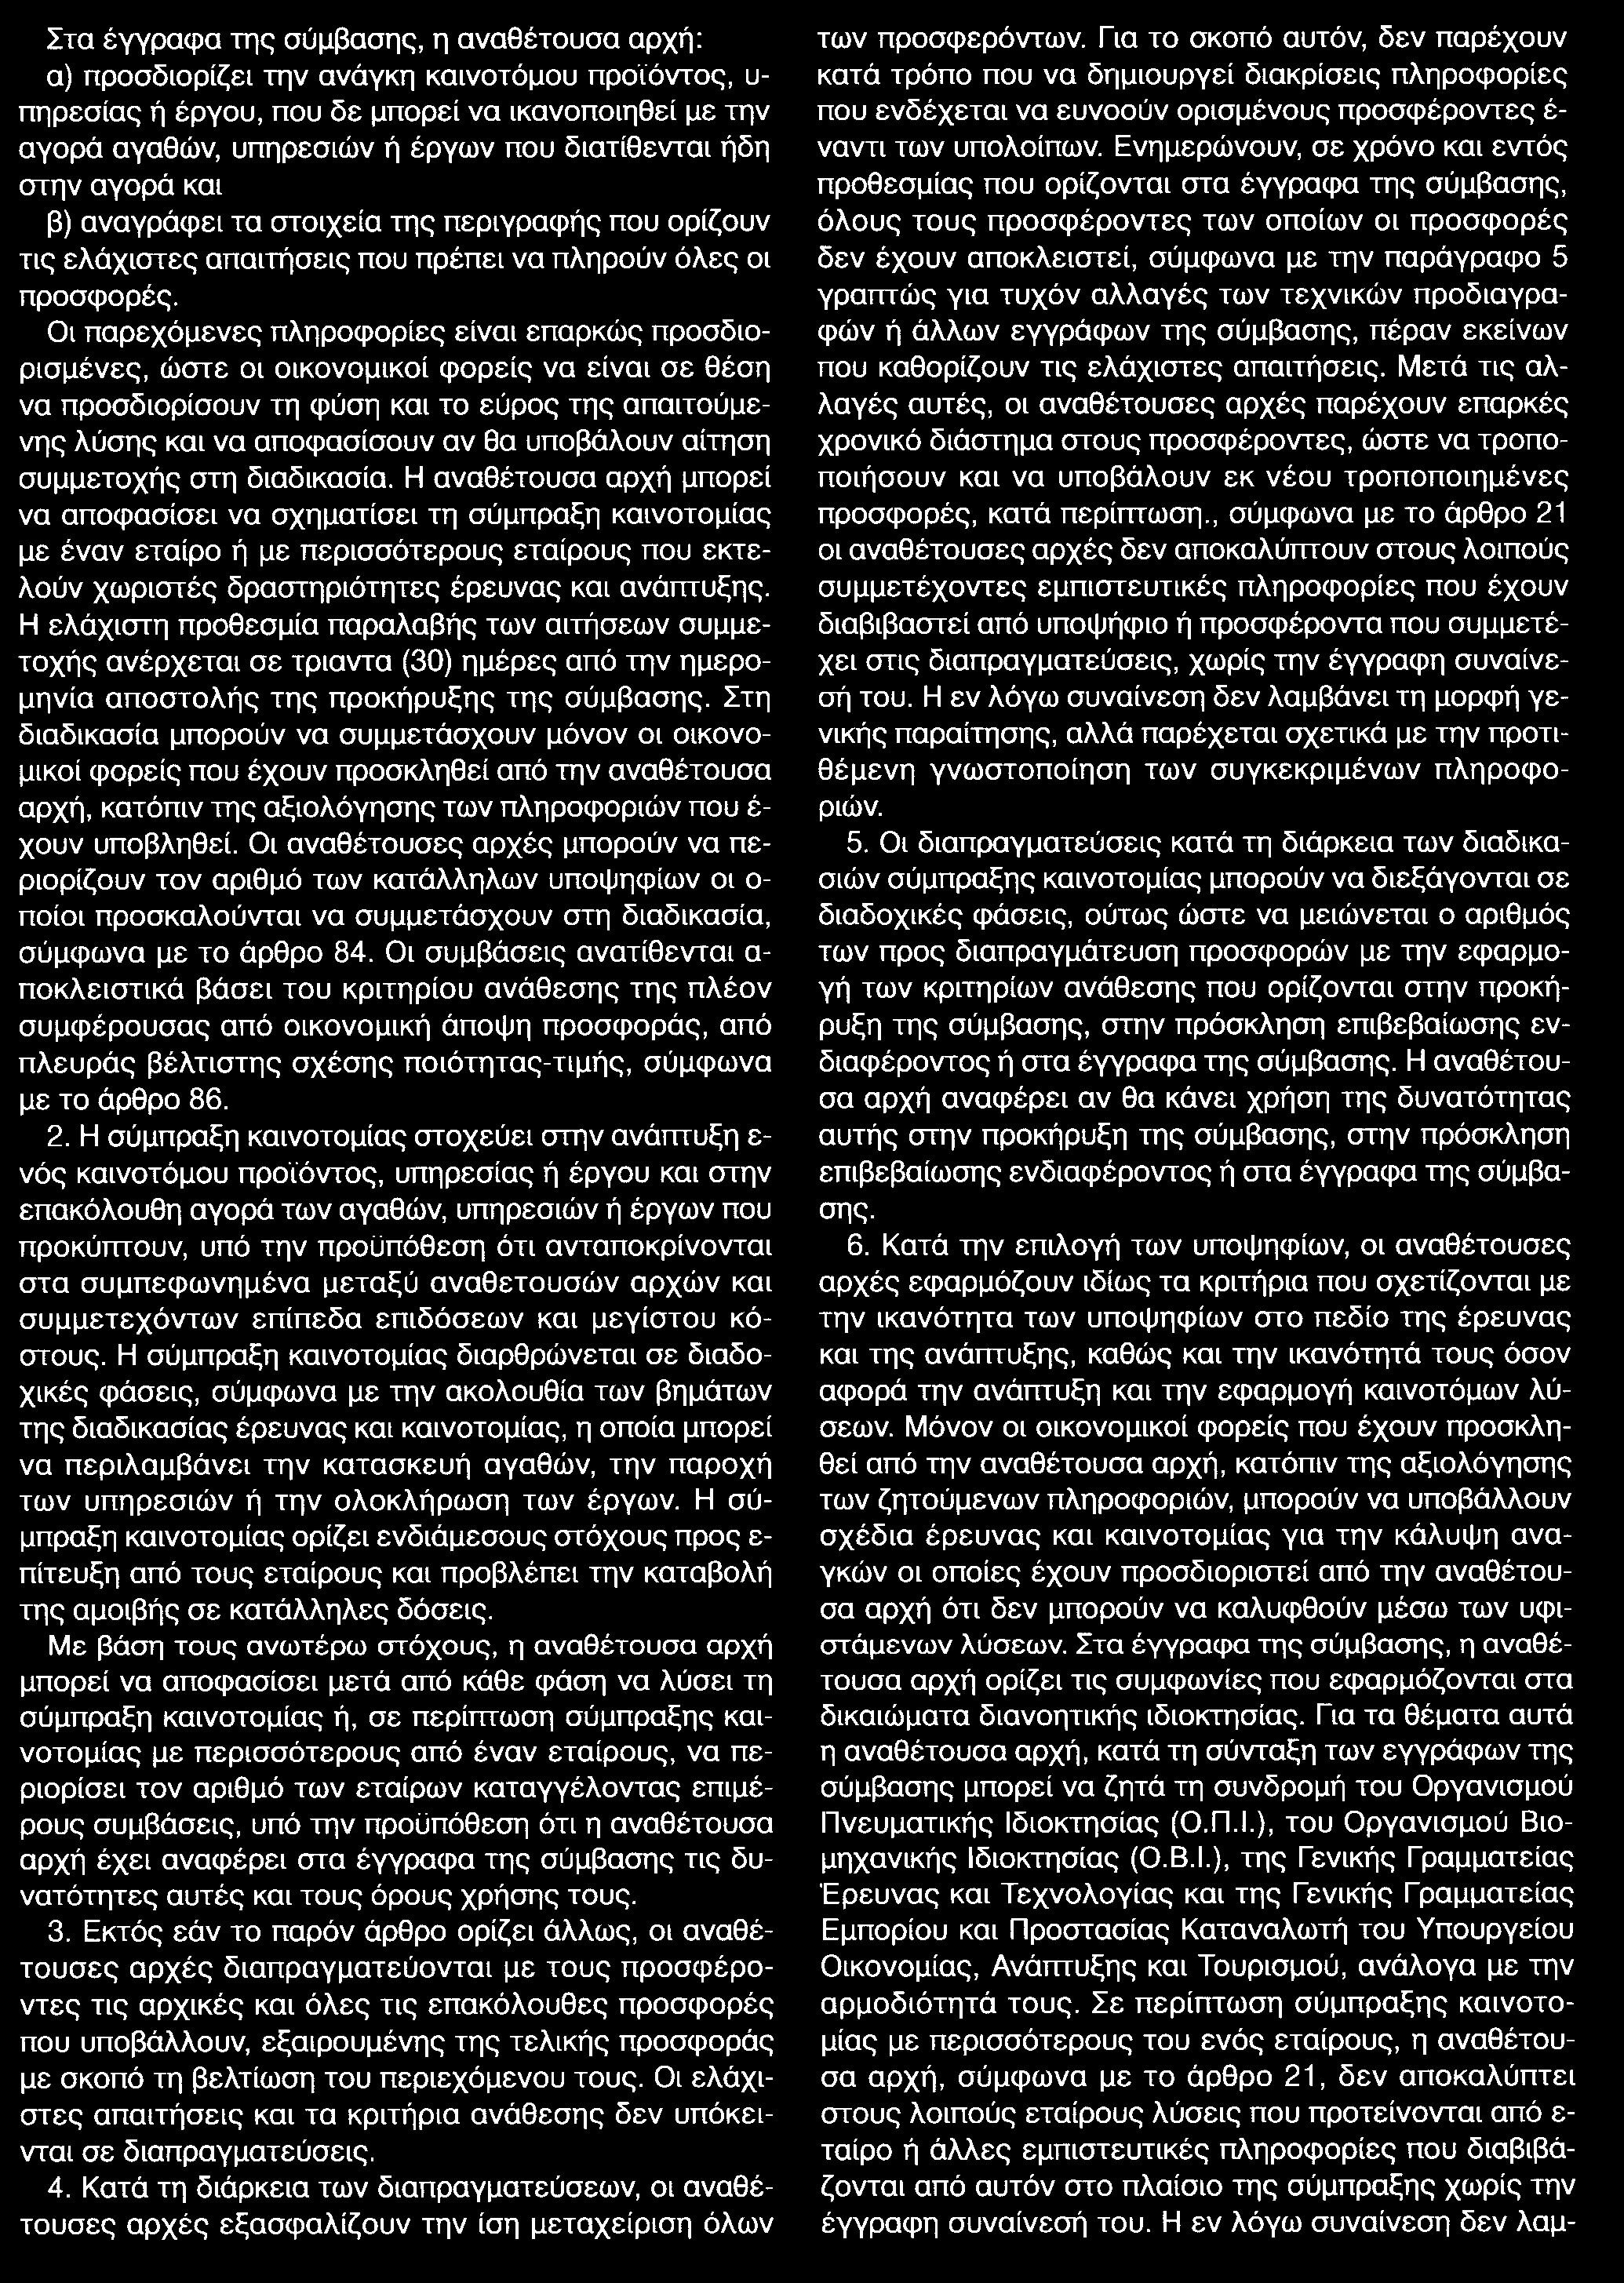 Στα έγγραφα της σύμβασης, η αναθέτουσα αρχή:
α) προσδιορίζει την ανάγκη καινοτόμου προϊόντος, υ-
πηρεσίας ή έργου, που δε μπορεί να ικανοποιηθεί με την
αγορά αγαθών, υπηρεσιών ή έργων που διατίθενται ήδη
στην αγορά και
β) αναγράφει τα στοιχεία της περιγραφής που ορίζουν
τις ελάχιστες απαιτήσεις που πρέπει να πληρούν όλες οι
προσφορές.
Οι παρεχόμενες πληροφορίες είναι επαρκώς προσδιο-
ρισμένες, ώστε οι οικονομικοί φορείς να είναι σε θέση
να προσδιορίσουν τη φύση και το εύρος της απαιτούμε-
νης λύσης και να αποφασίσουν αν θα υποβάλουν αίτηση
συμμετοχής στη διαδικασία. Η αναθέτουσα αρχή μπορεί
να αποφασίσει να σχηματίσει τη σύμπραξη καινοτομίας
με έναν εταίρο ή με περισσότερους εταίρους που εκτε-
λούν χωριστές δραστηριότητες έρευνας και ανάπτυξης.
Η ελάχιστη προθεσμία παραλαβής των αιτήσεων συμμε-
τοχής ανέρχεται σε τριαντα (30) ημέρες από την ημερο-
μηνία αποστολής της προκήρυξης της σύμβασης. Στη
διαδικασία μπορούν να συμμετάσχουν μόνον οι οικονο-
μικοί φορείς που έχουν προσκληθεί από την αναθέτουσα
αρχή, κατόπιν της αξιολόγησης των πληροφοριών που έ-
χουν υποβληθεί. Οι αναθέτουσες αρχές μπορούν να πε-
ριορίζουν τον αριθμό των κατάλληλων υποψηφίων οι ο-
ποίοι προσκαλούνται να συμμετάσχουν στη διαδικασία,
σύμφωνα με το άρθρο 84. Οι συμβάσεις ανατίθενται α-
ποκλειστικά βάσει του κριτηρίου ανάθεσης της πλέον
συμφέρουσας από οικονομική άποψη προσφοράς, από
πλευράς βέλτιστης σχέσης ποιότητας-τιμής, σύμφωνα
με το άρθρο 86.
2. Η σύμπραξη καινοτομίας στοχεύει στην ανάπτυξη ε-
νός καινοτόμου προϊόντος, υπηρεσίας ή έργου και στην
επακόλουθη αγορά των αγαθών, υπηρεσιών ή έργων που
προκύπτουν, υπό την προϋπόθεση ότι ανταποκρίνονται
στα συμπεφωνημένα μεταξύ αναθετουσών αρχών και
συμμετεχόντων επίπεδα επιδόσεων και μεγίστου κό-
στους. Η σύμπραξη καινοτομίας διαρθρώνεται σε διαδο-
χικές φάσεις, σύμφωνα με την ακολουθία των βημάτων
της διαδικασίας έρευνας και καινοτομίας, η οποία μπορεί
να περιλαμβάνει την κατασκευή αγαθών, την παροχή
των υπηρεσιών ή την ολοκλήρωση των έργων. Η σύ-
μπραξη καινοτομίας ορίζει ενδιάμεσους στόχους προς ε-
πίτευξη από τους εταίρους και προβλέπει την καταβολή
της αμοιβής σε κατάλληλες δόσεις.
Με βάση τους ανωτέρω στόχους, η αναθέτουσα αρχή
μπορεί να αποφασίσει μετά από κάθε φάση να λύσει τη
σύμπραξη καινοτομίας ή, σε περίπτωση σύμπραξης και-
νοτομίας με περισσότερους από έναν εταίρους, να πε-
ριορίσει τον αριθμό των εταίρων καταγγέλοντας επιμέ-
ρους συμβάσεις, υπό την προϋπόθεση ότι η αναθέτουσα
αρχή έχει αναφέρει στα έγγραφα της σύμβασης τις δυ-
νατότητες αυτές και τους όρους χρήσης τους.
3. Εκτός εάν το παρόν άρθρο ορίζει άλλως, οι αναθέ-
τουσες αρχές διαπραγματεύονται με τους προσφέρο-
ντες τις αρχικές και όλες τις επακόλουθες προσφορές
που υποβάλλουν, εξαιρουμένης της τελικής προσφοράς
με σκοπό τη βελτίωση του περιεχόμενου τους. Οι ελάχι-
στες απαιτήσεις και τα κριτήρια ανάθεσης δεν υπόκει-
νται σε διαπραγματεύσεις.
4. Κατά τη διάρκεια των διαπραγματεύσεων, οι αναθέ-
τουσες αρχές εξασφαλίζουν την ίση μεταχείριση όλων
των προσφερόντων. Για το σκοπό αυτόν, δεν παρέχουν
κατά τρόπο που να δημιουργεί διακρίσεις πληροφορίες
που ενδέχεται να ευνοούν ορισμένους προσφέροντες έ-
ναντι των υπολοίπων. Ενημερώνουν, σε χρόνο και εντός
προθεσμίας που ορίζονται στα έγγραφα της σύμβασης,
όλους τους προσφέροντες των οποίων οι προσφορές
δεν έχουν αποκλειστεί, σύμφωνα με την παράγραφο 5
γραπτώς για τυχόν αλλαγές των τεχνικών προδιαγρα-
φών ή άλλων εγγράφων της σύμβασης, πέραν εκείνων
που καθορίζουν τις ελάχιστες απαιτήσεις. Μετά τις αλ-
λαγές αυτές, οι αναθέτουσες αρχές παρέχουν επαρκές
χρονικό διάστημα στους προσφέροντες, ώστε να τροπο-
ποιήσουν και να υποβάλουν εκ νέου τροποποιημένες
προσφορές, κατά περίπτωση., σύμφωνα με το άρθρο 21
οι αναθέτουσες αρχές δεν αποκαλύπτουν στους λοιπούς
συμμετέχοντες εμπιστευτικές πληροφορίες που έχουν
διαβιβαστεί από υποψήφιο ή προσφέροντα που συμμετέ-
χει στις διαπραγματεύσεις, χωρίς την έγγραφη συναίνε-
σή του. Η εν λόγω συναίνεση δεν λαμβάνει τη μορφή γε-
νικής παραίτησης, αλλά παρέχεται σχετικά με την προτι-
θέμενη γνωστοποίηση των συγκεκριμένων πληροφο-
ριών.
5. Οι διαπραγματεύσεις κατά τη διάρκεια των διαδικα-
σιών σύμπραξης καινοτομίας μπορούν να διεξάγονται σε
διαδοχικές φάσεις, ούτως ώστε να μειώνεται ο αριθμός
των προς διαπραγμάτευση προσφορών με την εφαρμο-
γή των κριτηρίων ανάθεσης που ορίζονται στην προκή-
ρυξη της σύμβασης, στην πρόσκληση επιβεβαίωσης εν-
διαφέροντος ή στα έγγραφα της σύμβασης. Η αναθέτου-
σα αρχή αναφέρει αν θα κάνει χρήση της δυνατότητας
αυτής στην προκήρυξη της σύμβασης, στην πρόσκληση
επιβεβαίωσης ενδιαφέροντος ή στα έγγραφα της σύμβα-
σης.
6. Κατά την επιλογή των υποψηφίων, οι αναθέτουσες
αρχές εφαρμόζουν ιδίως τα κριτήρια που σχετίζονται με
την ικανότητα των υποψηφίων στο πεδίο της έρευνας
και της ανάπτυξης, καθώς και την ικανότητά τους όσον
αφορά την ανάπτυξη και την εφαρμογή καινοτόμων λύ-
σεων. Μόνον οι οικονομικοί φορείς που έχουν προσκλη-
θεί από την αναθέτουσα αρχή, κατόπιν της αξιολόγησης
των ζητούμενων πληροφοριών, μπορούν να υποβάλλουν
σχέδια έρευνας και καινοτομίας για την κάλυψη ανα-
γκών οι οποίες έχουν προσδιοριστεί από την αναθέτου-
σα αρχή ότι δεν μπορούν να καλυφθούν μέσω των υφι-
στάμενων λύσεων. Στα έγγραφα της σύμβασης, η αναθέ-
τουσα αρχή ορίζει τις συμφωνίες που εφαρμόζονται στα
δικαιώματα διανοητικής ιδιοκτησίας. Για τα θέματα αυτά
η αναθέτουσα αρχή, κατά τη σύνταξη των εγγράφων της
σύμβασης μπορεί να ζητά τη συνδρομή του Οργανισμού
Πνευματικής Ιδιοκτησίας (Ο.Π.Ι.), του Οργανισμού Βιο-
μηχανικής Ιδιοκτησίας (Ο.Β.Ι.), της Γενικής Γραμματείας
Έρευνας και Τεχνολογίας και της Γενικής Γραμματείας
Εμπορίου και Προστασίας Καταναλωτή του Υπουργείου
Οικονομίας, Ανάπτυξης και Τουρισμού, ανάλογα με την
αρμοδιότητά τους. Σε περίπτωση σύμπραξης καινοτο-
μίας με περισσότερους του ενός εταίρους, η αναθέτου-
σα αρχή, σύμφωνα με το άρθρο 21, δεν αποκαλύπτει
στους λοιπούς εταίρους λύσεις που προτείνονται από ε-
ταίρο ή άλλες εμπιστευτικές πληροφορίες που διαβιβά-
ζονται από αυτόν στο πλαίσιο της σύμπραξης χωρίς την
έγγραφη συναίνεσή του. Η εν λόγω συναίνεση δεν λαμ-